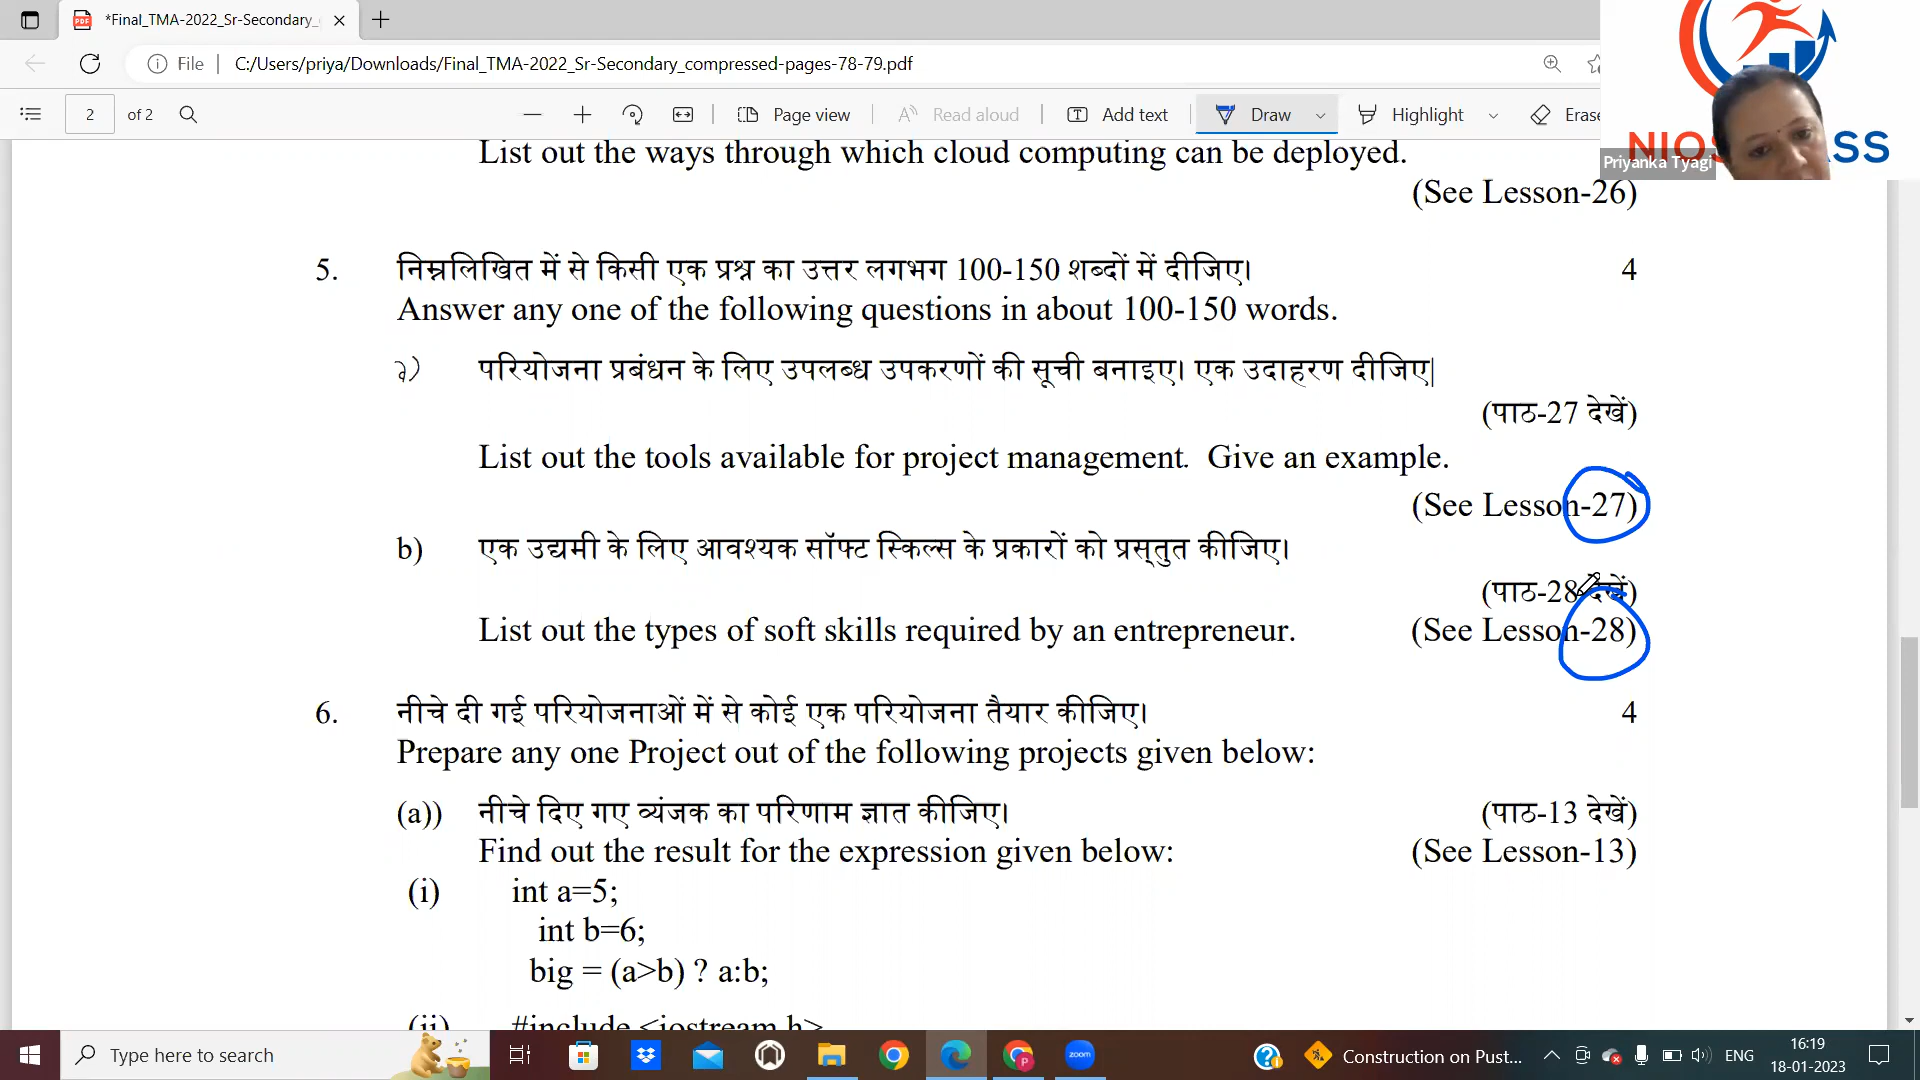 *Final_TMA-2022_Sr-Secondary_
File
C:/Users/priya/Downloads/Final_TMA-2022_Sr-Secondary_compressed-pages-78-79.pdf
2 of 2
Page view
Read aloud
Add text
Draw
Highlight
Priyanka Tyagi
List out the ways through which cloud computing can be deployed.
(See Lesson-26)
5. निम्नलिखित में से किसी एक प्रश्न का उत्तर लगभग 100-150 शब्दों में दीजिए। 4
Answer any one of the following questions in about 100-150 words.
परियोजना प्रबंधन के लिए उपलब्ध उपकरणों की सूची बनाइए। एक उदाहरण दीजिए|
(पाठ-27 देखें)
List out the tools available for project management. Give an example.
(See Lesson-27)
b) एक उद्यमी के लिए आवश्यक सॉफ्ट स्किल्स के प्रकारों को प्रस्तुत कीजिए।
(पाठ-28 देखें)
List out the types of soft skills required by an entrepreneur. (See Lesson-28)
6. नीचे दी गई परियोजनाओं में से कोई एक परियोजना तैयार कीजिए। 4
Prepare any one Project out of the following projects given below:
(a)) नीचे दिए गए व्यंजक का परिणाम ज्ञात कीजिए। (पाठ-13 देखें)
Find out the result for the expression given below: (See Lesson-13)
(i) int a=5;
int b=6;
big = (a>b) ? a:b;
(ii) #include <iostream.h>
Type here to search
zoom
Construction on Pust...
ENG
16:19
18-01-2023